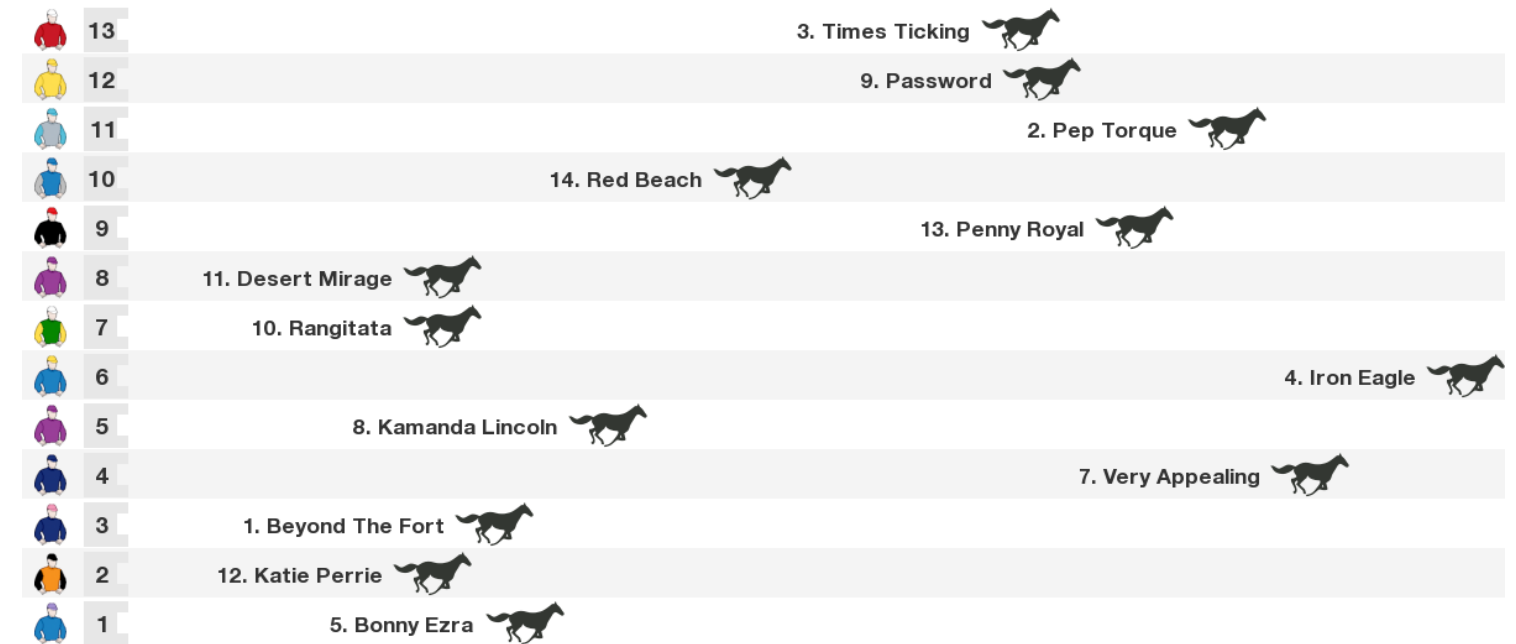 13 3. Times Ticking
12 9. Password
11 2. Pep Torque
10 14. Red Beach
9 13. Penny Royal
8 11. Desert Mirage
7 10. Rangitata
6 4. Iron Eagle
5 8. Kamanda Lincoln
4 7. Very Appealing
3 1. Beyond The Fort
2 12. Katie Perrie
1 5. Bonny Ezra